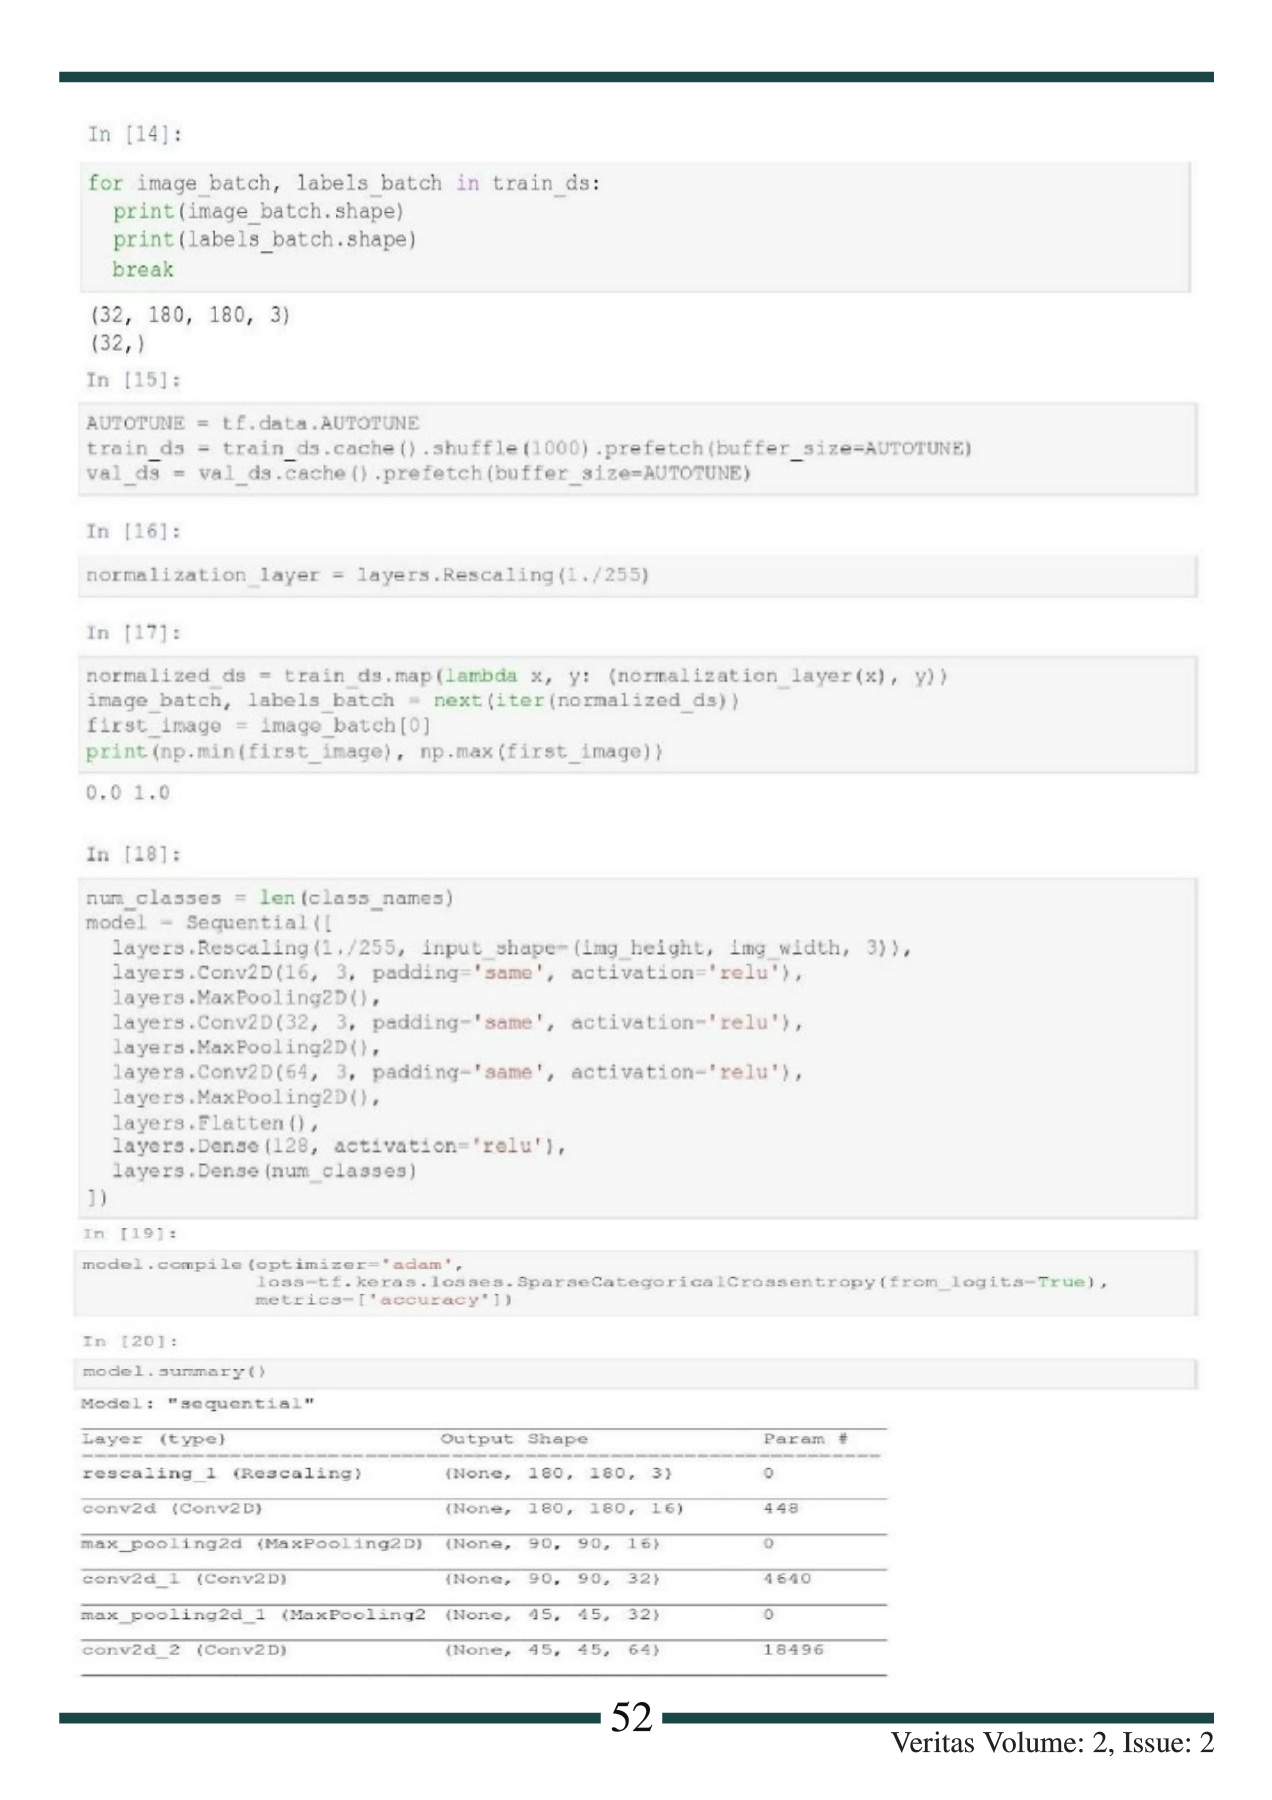 In [14]:
for image_batch, labels_batch in train_ds:
  print(image_batch.shape)
  print(labels_batch.shape)
  break
(32, 180, 180, 3)
(32,)
In [15]:
AUTOTUNE = tf.data.AUTOTUNE
train_ds = train_ds.cache().shuffle(1000).prefetch(buffer_size=AUTOTUNE)
val_ds = val_ds.cache().prefetch(buffer_size=AUTOTUNE)
In [16]:
normalization_layer = layers.Rescaling(1./255)
In [17]:
normalized_ds = train_ds.map(lambda x, y: (normalization_layer(x), y))
image_batch, labels_batch = next(iter(normalized_ds))
first_image = image_batch[0]
print(np.min(first_image), np.max(first_image))
0.0 1.0
In [18]:
num_classes = len(class_names)
model = Sequential([
  layers.Rescaling(1./255, input_shape=(img_height, img_width, 3)),
  layers.Conv2D(16, 3, padding='same', activation='relu'),
  layers.MaxPooling2D(),
  layers.Conv2D(32, 3, padding='same', activation='relu'),
  layers.MaxPooling2D(),
  layers.Conv2D(64, 3, padding='same', activation='relu'),
  layers.MaxPooling2D(),
  layers.Flatten(),
  layers.Dense(128, activation='relu'),
  layers.Dense(num_classes)
])
In [19]:
model.compile(optimizer='adam',
              loss=tf.keras.losses.SparseCategoricalCrossentropy(from_logits=True),
              metrics=['accuracy'])
In [20]:
model.summary()
Model: "sequential"
Layer (type) Output Shape Param #
rescaling_1 (Rescaling) (None, 180, 180, 3) 0
conv2d (Conv2D) (None, 180, 180, 16) 448
max_pooling2d (MaxPooling2D) (None, 90, 90, 16) 0
conv2d_1 (Conv2D) (None, 90, 90, 32) 4640
max_pooling2d_1 (MaxPooling2 (None, 45, 45, 32) 0
conv2d_2 (Conv2D) (None, 45, 45, 64) 18496
52
Veritas Volume: 2, Issue: 2